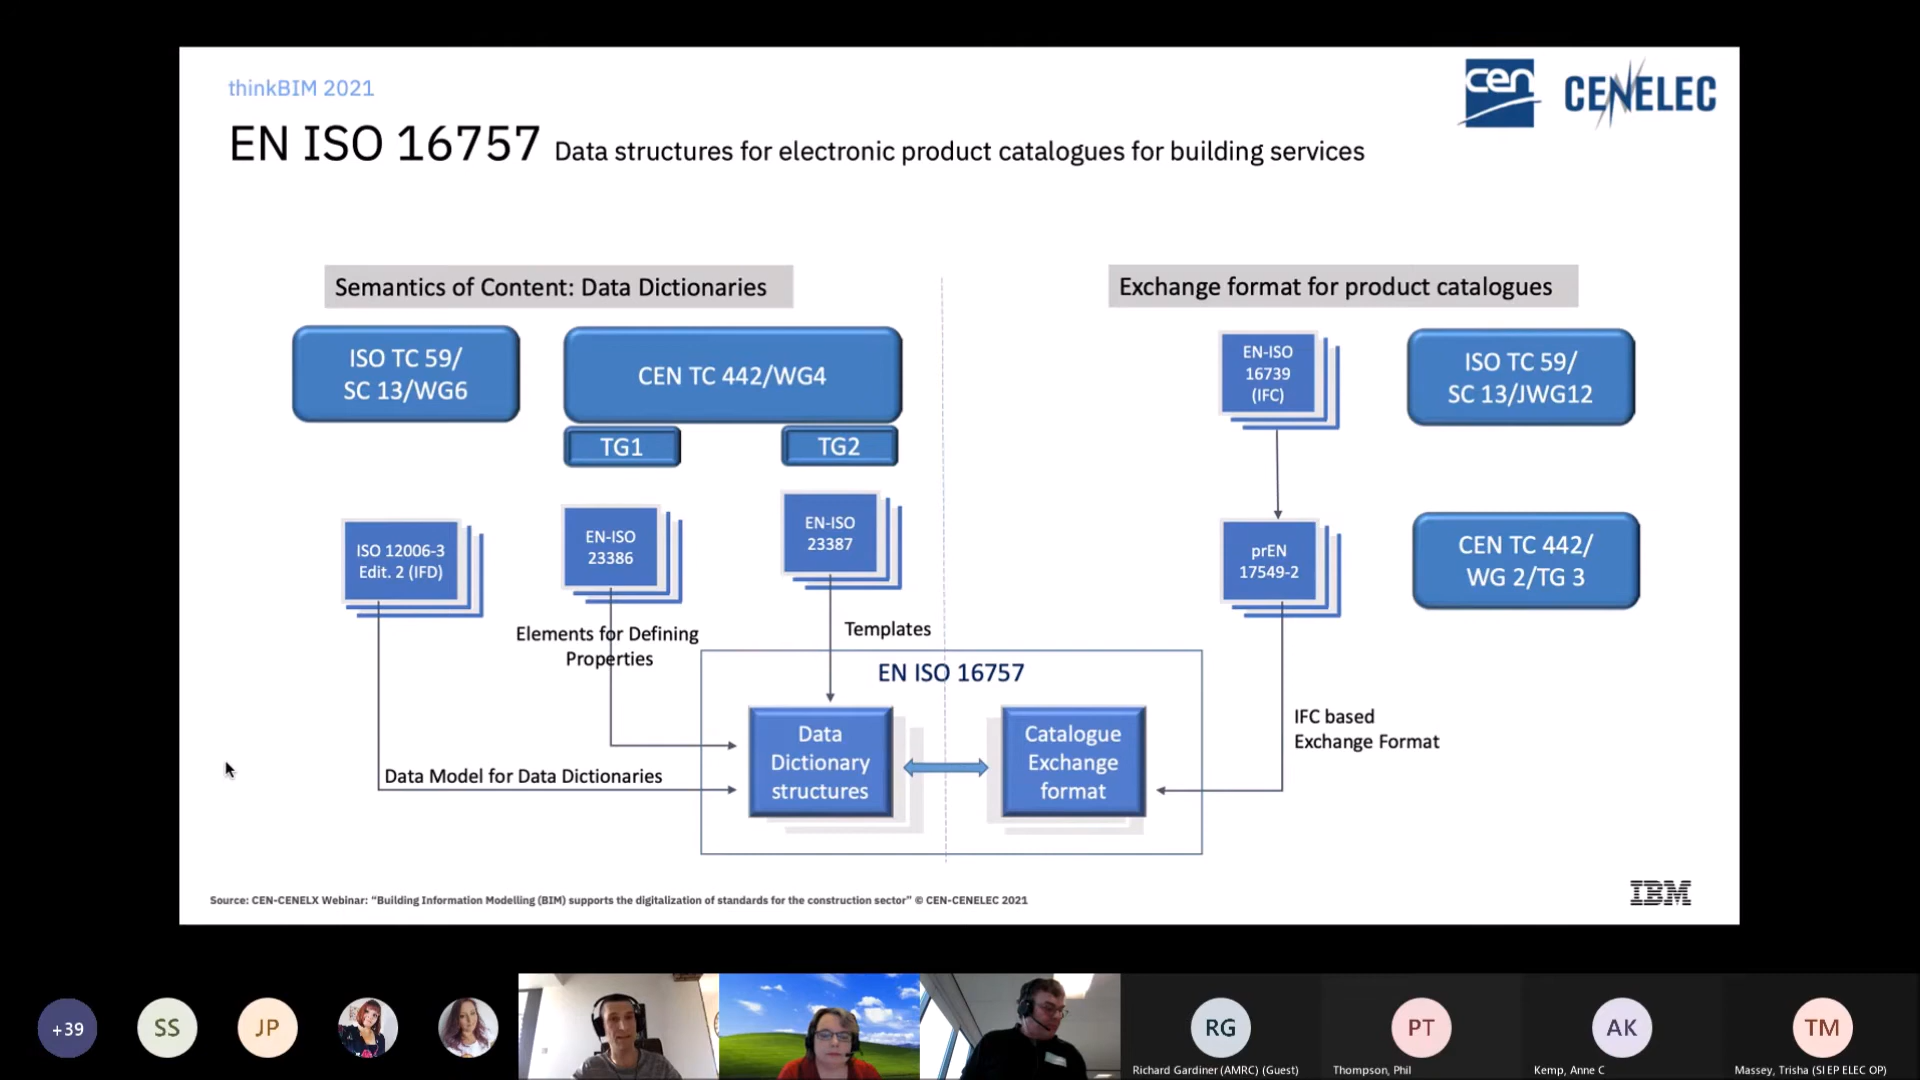 thinkBIM 2021
cen
CENELEC
EN ISO 16757 Data structures for electronic product catalogues for building services
Semantics of Content: Data Dictionaries
Exchange format for product catalogues
ISO TC 59/
SC 13/WG6
CEN TC 442/WG4
TG1
TG2
EN-ISO
16739
(IFC)
ISO TC 59/
SC 13/JWG12
ISO 12006-3
Edit. 2 (IFD)
EN-ISO
23386
EN-ISO
23387
prEN
17549-2
CEN TC 442/
WG 2/TG 3
Elements for Defining
Properties
Templates
EN ISO 16757
Data
Dictionary
structures
Catalogue
Exchange
format
IFC based
Exchange Format
Data Model for Data Dictionaries
Source: CEN-CENELX Webinar: “Building Information Modelling (BIM) supports the digitalization of standards for the construction sector” © CEN-CENELEC 2021
IBM
+39
SS
JP
RG
PT
AK
TM
Richard Gardiner (AMRC) (Guest)
Thompson, Phil
Kemp, Anne C
Massey, Trisha (SI EP ELEC OP)